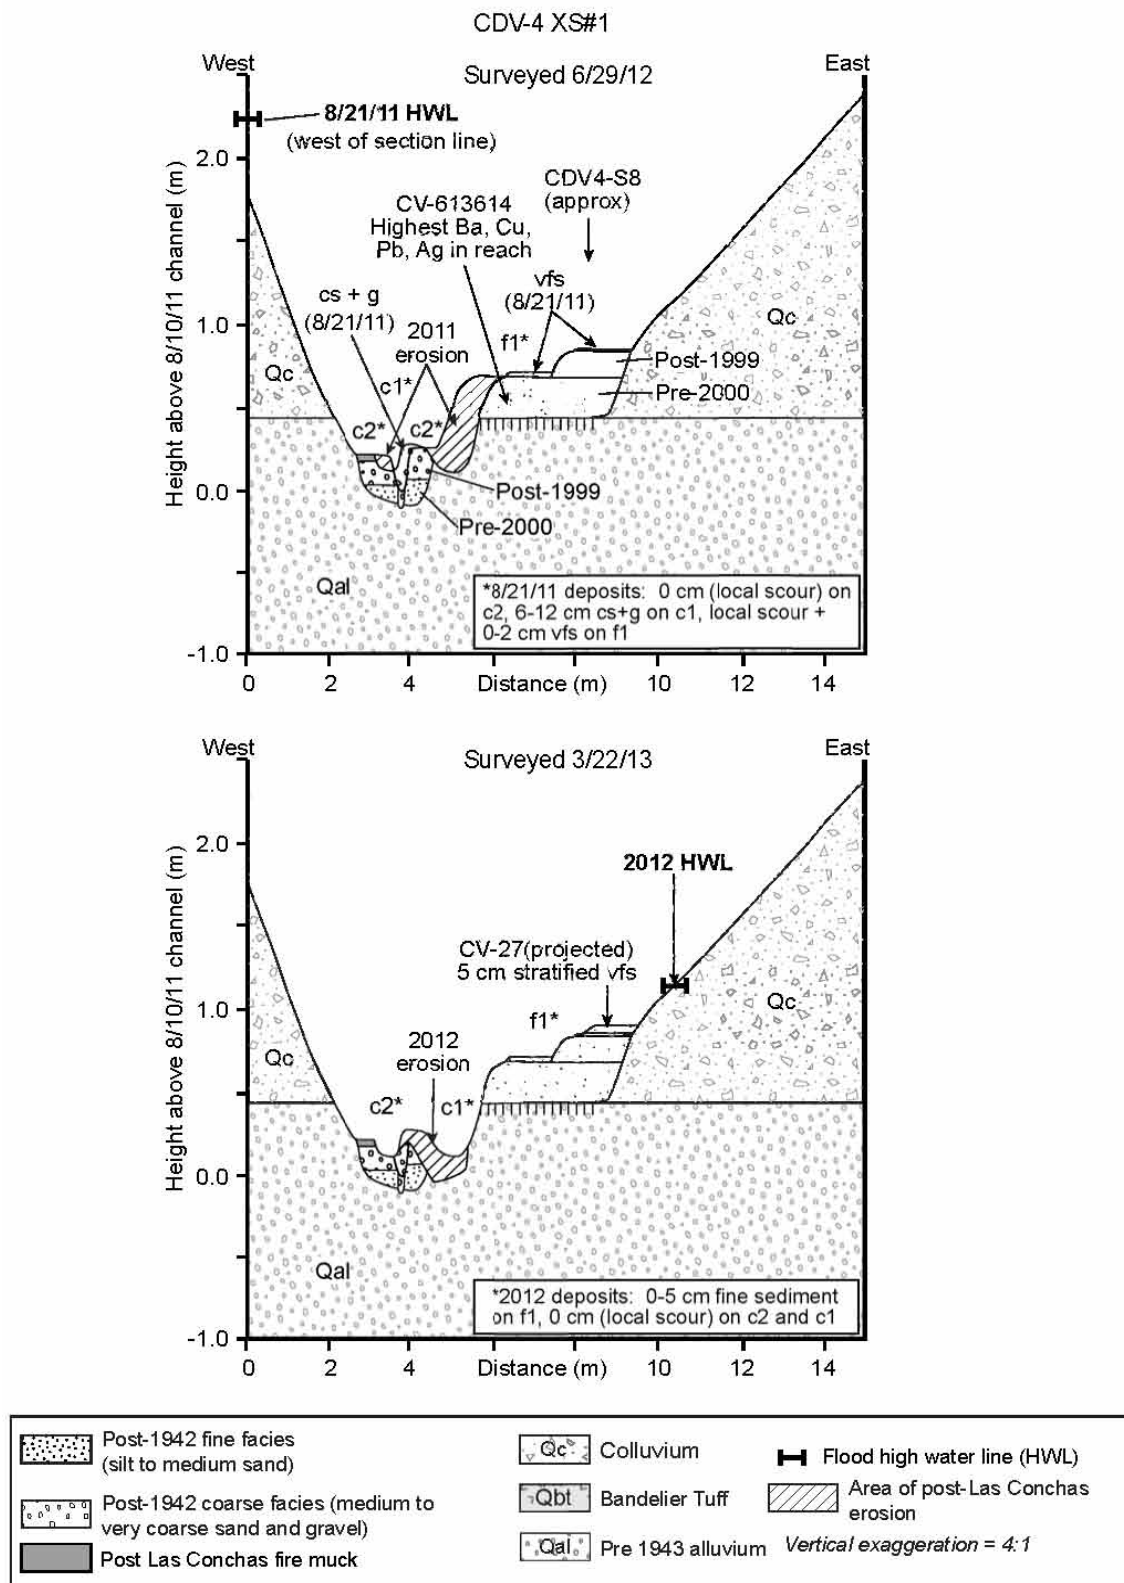 CDV-4 XS#1
West
East
Surveyed 6/29/12
8/21/11 HWL
(west of section line)
2.0
CDV4-S8
(approx)
CV-613614
Highest Ba, Cu,
Pb, Ag in reach
vfs
(8/21/11)
cs + g
(8/21/11)
2011
erosion
f1*
Qc
1.0
Qc
c1*
Post-1999
Pre-2000
c2*
c2*
0.0
Post-1999
Pre-2000
Height above 8/10/11 channel (m)
Qal
*8/21/11 deposits: 0 cm (local scour) on
c2, 6-12 cm cs+g on c1, local scour +
0-2 cm vfs on f1
-1.0
0 2 4 Distance (m) 10 12 14
West
East
Surveyed 3/22/13
2.0
2012 HWL
CV-27(projected)
5 cm stratified vfs
1.0
f1*
Qc
2012
erosion
Qc
c2*
c1*
0.0
Height above 8/10/11 channel (m)
Qal
*2012 deposits: 0-5 cm fine sediment
on f1, 0 cm (local scour) on c2 and c1
-1.0
0 2 4 Distance (m) 10 12 14
Post-1942 fine facies
(silt to medium sand)
Post-1942 coarse facies (medium to
very coarse sand and gravel)
Post Las Conchas fire muck
Qc Colluvium
Qbt Bandelier Tuff
Qal Pre 1943 alluvium
Flood high water line (HWL)
Area of post-Las Conchas
erosion
Vertical exaggeration = 4:1